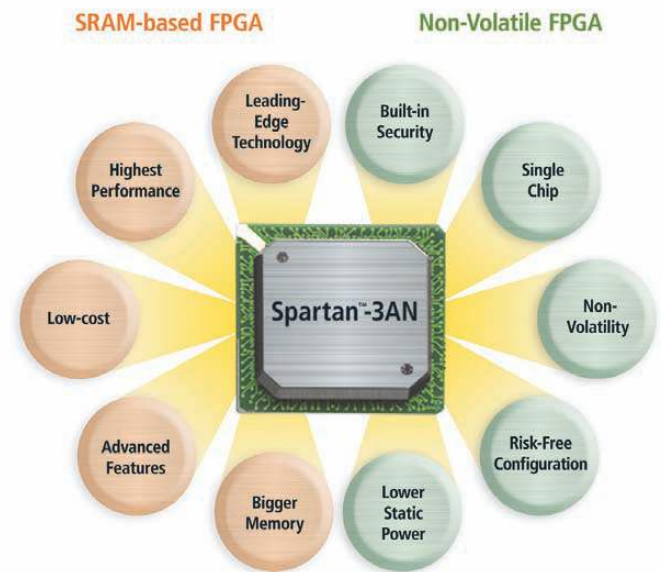 SRAM-based FPGA
Non-Volatile FPGA
Leading-
Edge
Technology
Built-in
Security
Highest
Performance
Single
Chip
Low-cost
Spartan™-3AN
Non-
Volatility
Advanced
Features
Risk-Free
Configuration
Bigger
Memory
Lower
Static
Power